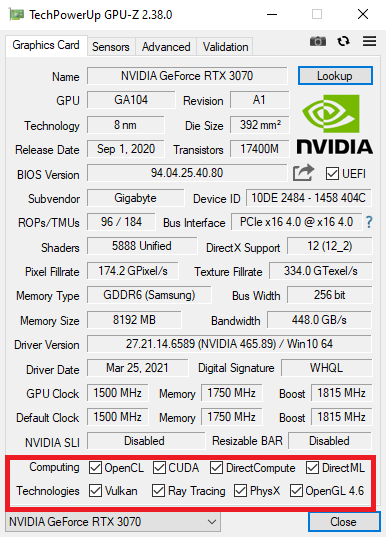 TechPowerUp GPU-Z 2.38.0
Graphics Card Sensors Advanced Validation
Name NVIDIA GeForce RTX 3070 Lookup
GPU GA104 Revision A1
Technology 8 nm Die Size 392 mm²
Release Date Sep 1, 2020 Transistors 17400M
NVIDIA
BIOS Version 94.04.25.40.80 UEFI
Subvendor Gigabyte Device ID 10DE 2484 - 1458 404C
ROPs/TMUs 96 / 184 Bus Interface PCIe x16 4.0 @ x16 4.0 ?
Shaders 5888 Unified DirectX Support 12 (12_2)
Pixel Fillrate 174.2 GPixel/s Texture Fillrate 334.0 GTexel/s
Memory Type GDDR6 (Samsung) Bus Width 256 bit
Memory Size 8192 MB Bandwidth 448.0 GB/s
Driver Version 27.21.14.6589 (NVIDIA 465.89) / Win10 64
Driver Date Mar 25, 2021 Digital Signature WHQL
GPU Clock 1500 MHz Memory 1750 MHz Boost 1815 MHz
Default Clock 1500 MHz Memory 1750 MHz Boost 1815 MHz
NVIDIA SLI Disabled Resizable BAR Disabled
Computing OpenCL CUDA DirectCompute DirectML
Technologies Vulkan Ray Tracing PhysX OpenGL 4.6
NVIDIA GeForce RTX 3070 Close